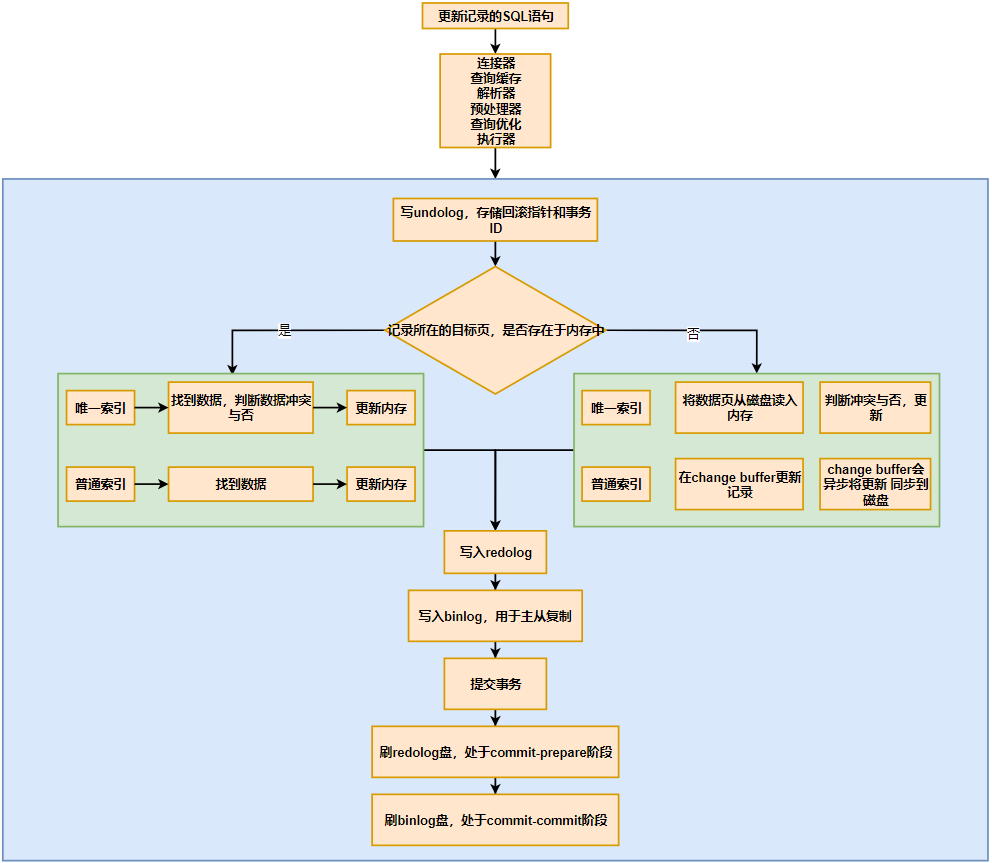 更新记录的SQL语句
连接器
查询缓存
解析器
预处理器
查询优化
执行器
写undolog，存储回滚指针和事务
ID
记录所在的目标页，是否存在于内存中
是
否
唯一索引
找到数据，判断数据冲突
与否
更新内存
普通索引
找到数据
更新内存
唯一索引
将数据页从磁盘读入
内存
判断冲突与否，更
新
普通索引
在change buffer更新
记录
change buffer会
异步将更新 同步到
磁盘
写入redolog
写入binlog，用于主从复制
提交事务
刷redolog盘，处于commit-prepare阶段
刷binlog盘，处于commit-commit阶段